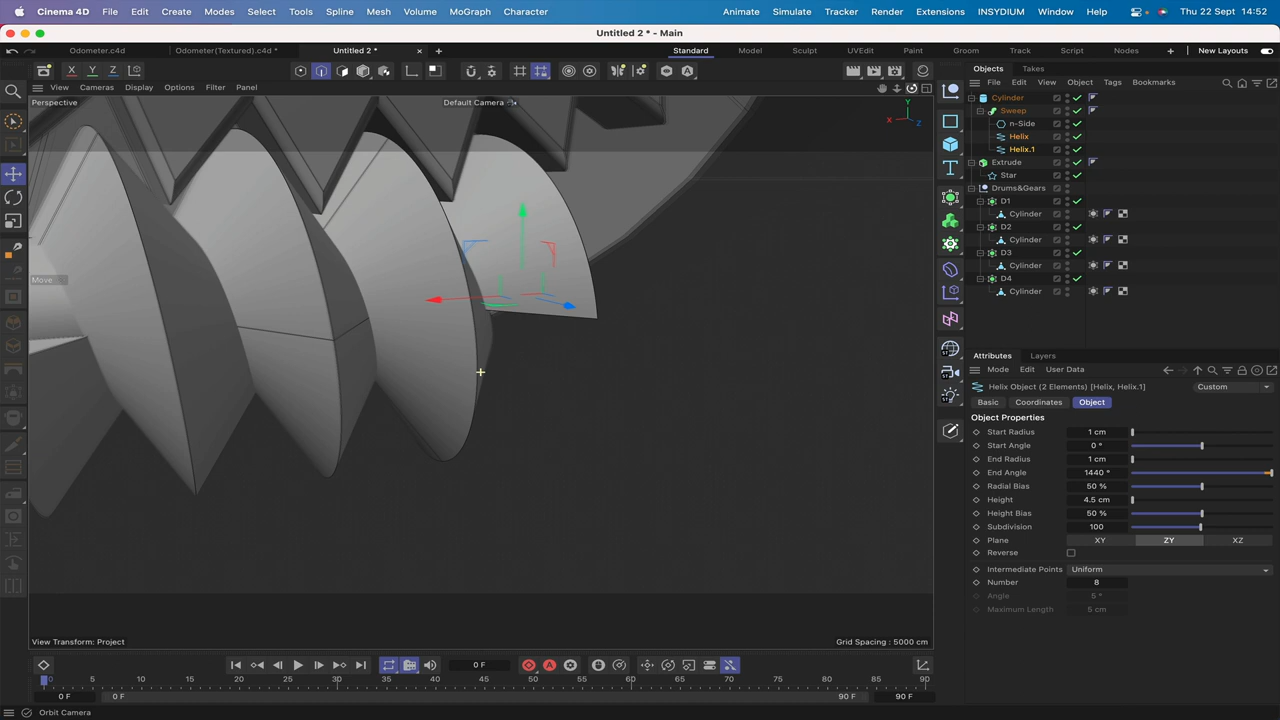 Cinema 4D File Edit Create Modes Select Tools Spline Mesh Volume MoGraph Character Animate Simulate Tracker Render Extensions INSYDIUM Window Help Thu 22 Sept 14:52
Untitled 2 * - Main
Odometer.c4d Odometer(Textured).c4d * Untitled 2 * Standard Model Sculpt UVEdit Paint Groom Track Script Nodes New Layouts
X Y Z
Objects Takes
View Cameras Display Options Filter Panel
File Edit View Object Tags Bookmarks
Perspective
Default Camera
Y
X
Z
Cylinder
Sweep
n-Side
Helix
Helix.1
Extrude
Star
Drums&Gears
D1
Cylinder
D2
Cylinder
D3
Cylinder
D4
Cylinder
Move
Attributes Layers
Mode Edit User Data
Helix Object (2 Elements) [Helix, Helix.1] Custom
Basic Coordinates Object
Object Properties
Start Radius 1 cm
Start Angle 0 °
End Radius 1 cm
End Angle 1440 °
Radial Bias 50 %
Height 4.5 cm
Height Bias 50 %
Subdivision 100
Plane XY ZY XZ
Reverse
Intermediate Points Uniform
Number 8
Angle 5 °
Maximum Length 5 cm
View Transform: Project
Grid Spacing : 5000 cm
0 F
0 5 10 15 20 25 30 35 40 45 50 55 60 65 70 75 80 85 90
0 F 0 F 90 F 90 F
Orbit Camera